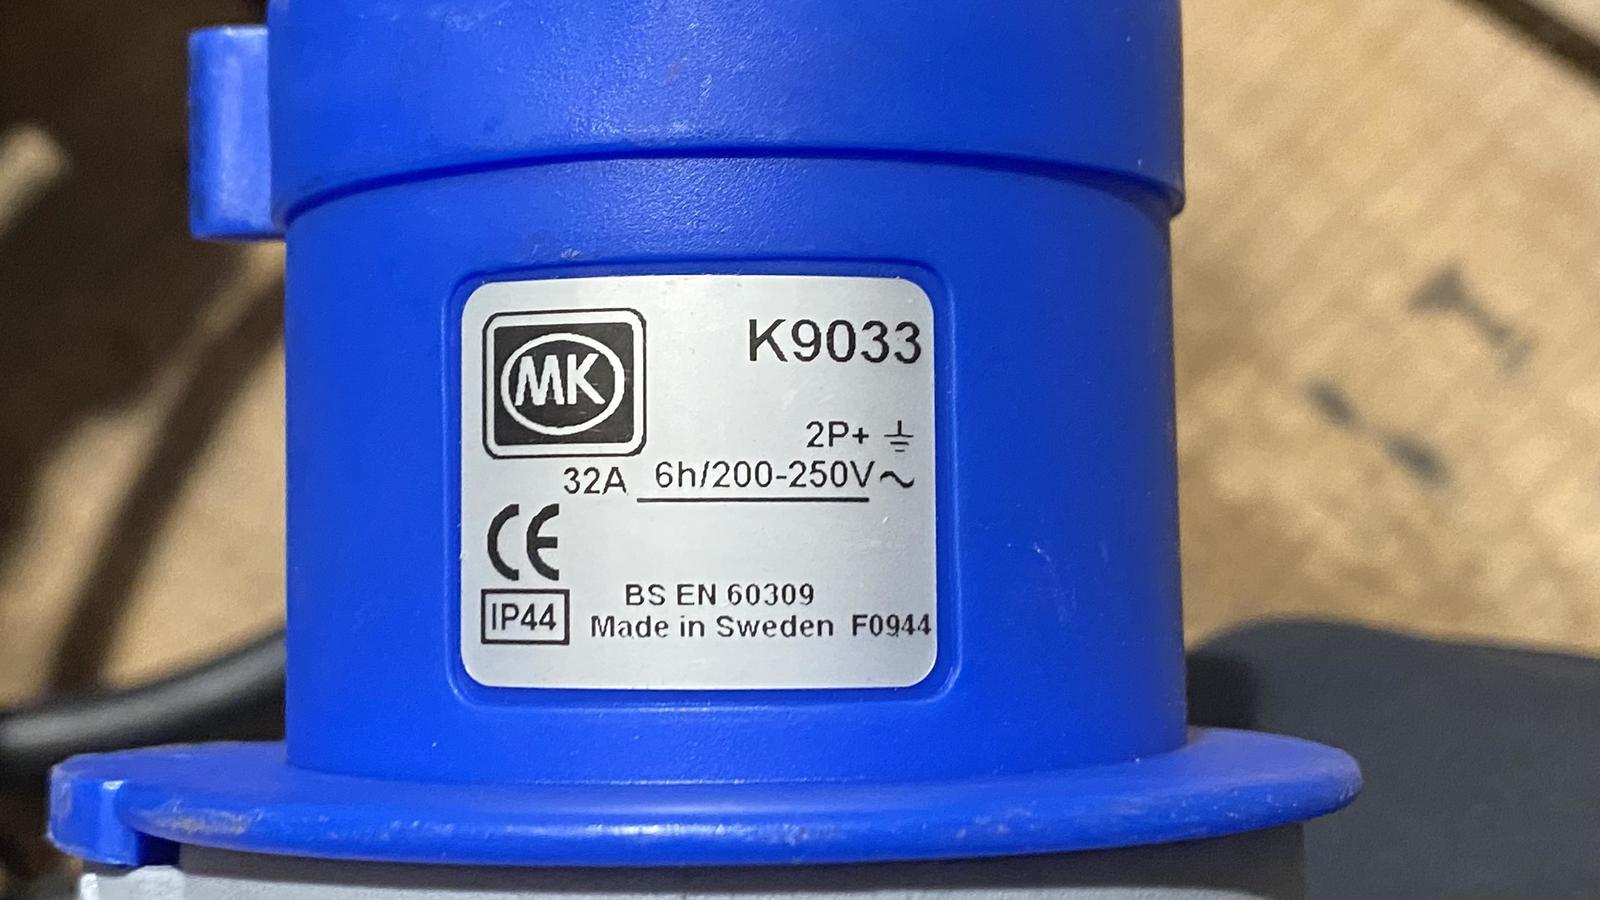 MK
K9033
2P+ ⏚
32A 6h/200-250V~
CE
IP44
BS EN 60309
Made in Sweden F0944